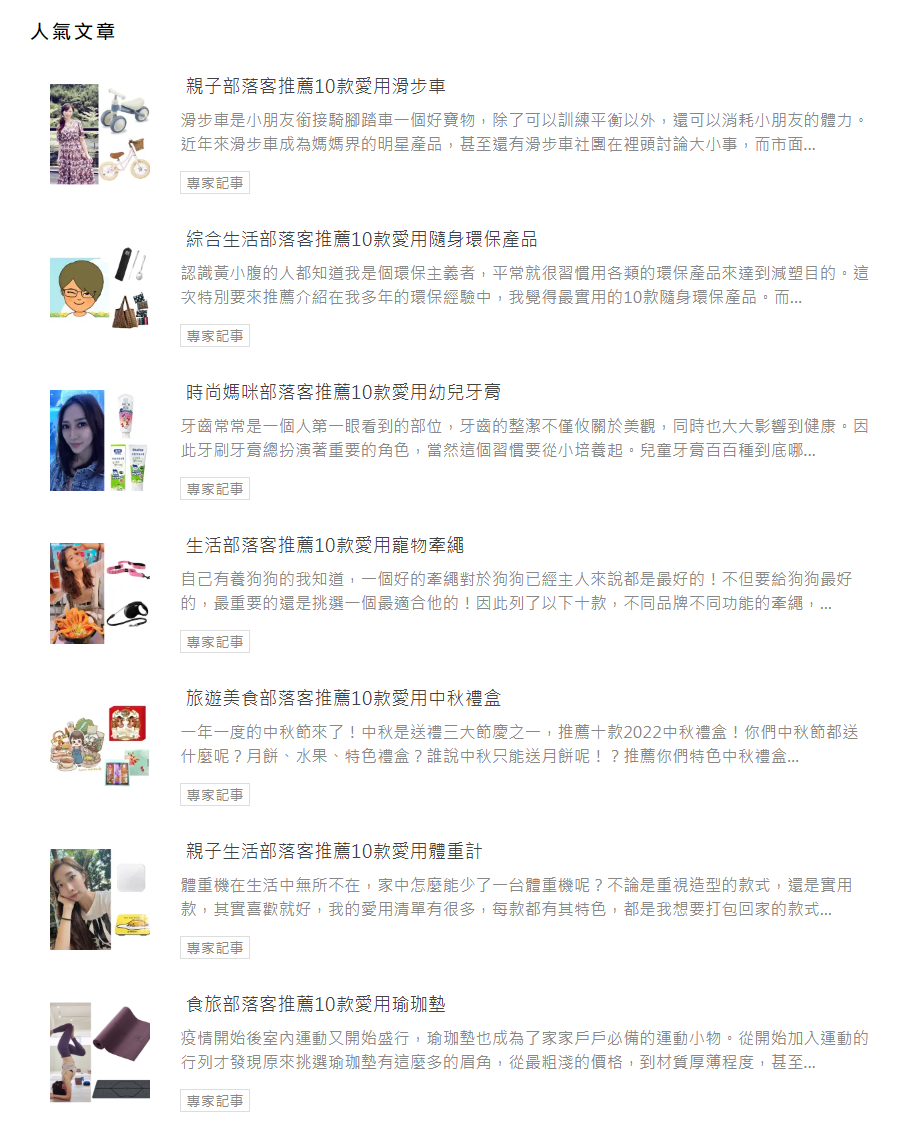 人氣文章
親子部落客推薦10款愛用滑步車
滑步車是小朋友銜接騎腳踏車一個好寶物，除了可以訓練平衡以外，還可以消耗小朋友的體力。
近年來滑步車成為媽媽界的明星產品，甚至還有滑步車社團在裡頭討論大小事，而市面...
專家記事
綜合生活部落客推薦10款愛用隨身環保產品
認識黃小腹的人都知道我是個環保主義者，平常就很習慣用各類的環保產品來達到減塑目的。這
次特別要來推薦介紹在我多年的環保經驗中，我覺得最實用的10款隨身環保產品。而...
專家記事
時尚媽咪部落客推薦10款愛用幼兒牙膏
牙齒常常是一個人第一眼看到的部位，牙齒的整潔不僅攸關於美觀，同時也大大影響到健康。因
此牙刷牙膏總扮演著重要的角色，當然這個習慣要從小培養起。兒童牙膏百百種到底哪...
專家記事
生活部落客推薦10款愛用寵物牽繩
自己有養狗狗的我知道，一個好的牽繩對於狗狗已經主人來說都是最好的！不但要給狗狗最好
的，最重要的還是挑選一個最適合他的！因此列了以下十款，不同品牌不同功能的牽繩，...
專家記事
旅遊美食部落客推薦10款愛用中秋禮盒
一年一度的中秋節來了！中秋是送禮三大節慶之一，推薦十款2022中秋禮盒！你們中秋節都送
什麼呢？月餅、水果、特色禮盒？誰說中秋只能送月餅呢！？推薦你們特色中秋禮盒...
專家記事
親子生活部落客推薦10款愛用體重計
體重機在生活中無所不在，家中怎麼能少了一台體重機呢？不論是重視造型的款式，還是實用
款，其實喜歡就好，我的愛用清單有很多，每款都有其特色，都是我想要打包回家的款式...
專家記事
食旅部落客推薦10款愛用瑜珈墊
疫情開始後室內運動又開始盛行，瑜珈墊也成為了家家戶戶必備的運動小物。從開始加入運動的
行列才發現原來挑選瑜珈墊有這麼多的眉角，從最粗淺的價格，到材質厚薄程度，甚至...
專家記事